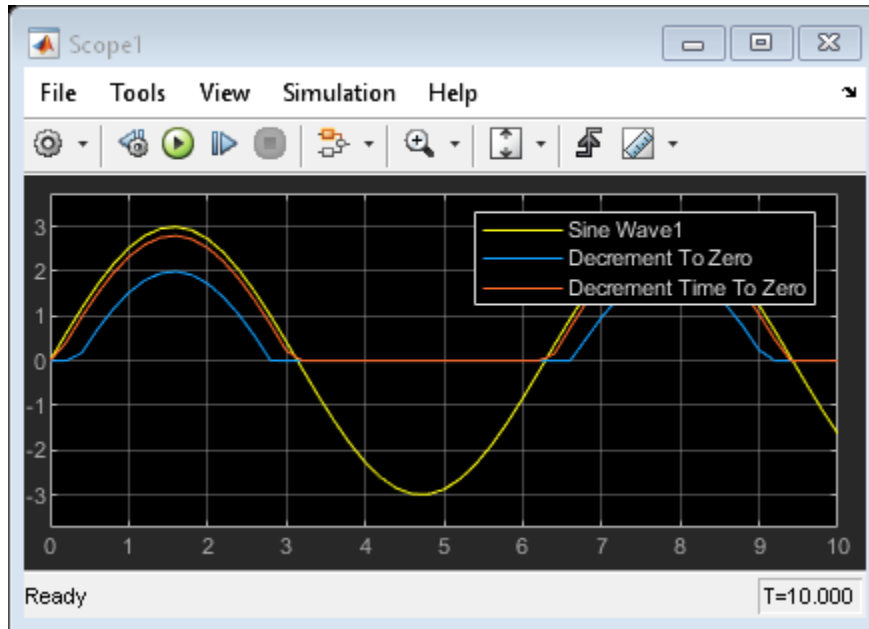 Scope1
File Tools View Simulation Help
Sine Wave1
Decrement To Zero
Decrement Time To Zero
3
2
1
0
-1
-2
-3
0 1 2 3 4 5 6 7 8 9 10
Ready T=10.000